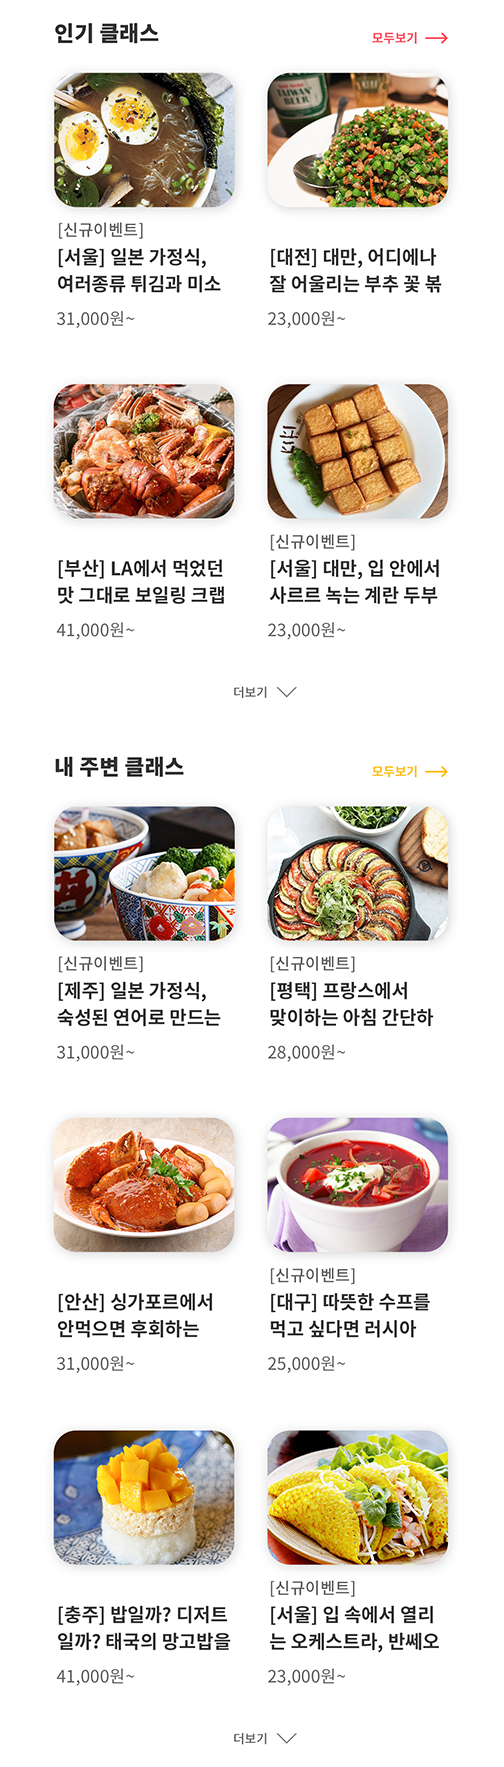 인기 클래스
모두보기
TAIWAN
BEER
[신규이벤트]
[서울] 일본 가정식,
여러종류 튀김과 미소
31,000원~
[대전] 대만, 어디에나
잘 어울리는 부추 꽃 볶
23,000원~
[부산] LA에서 먹었던
맛 그대로 보일링 크랩
41,000원~
[신규이벤트]
[서울] 대만, 입 안에서
사르르 녹는 계란 두부
23,000원~
더보기
내 주변 클래스
모두보기
[신규이벤트]
[제주] 일본 가정식,
숙성된 연어로 만드는
31,000원~
[신규이벤트]
[평택] 프랑스에서
맞이하는 아침 간단하
28,000원~
[안산] 싱가포르에서
안먹으면 후회하는
31,000원~
[신규이벤트]
[대구] 따뜻한 수프를
먹고 싶다면 러시아
25,000원~
[충주] 밥일까? 디저트
일까? 태국의 망고밥을
41,000원~
[신규이벤트]
[서울] 입 속에서 열리
는 오케스트라, 반쎄오
23,000원~
더보기